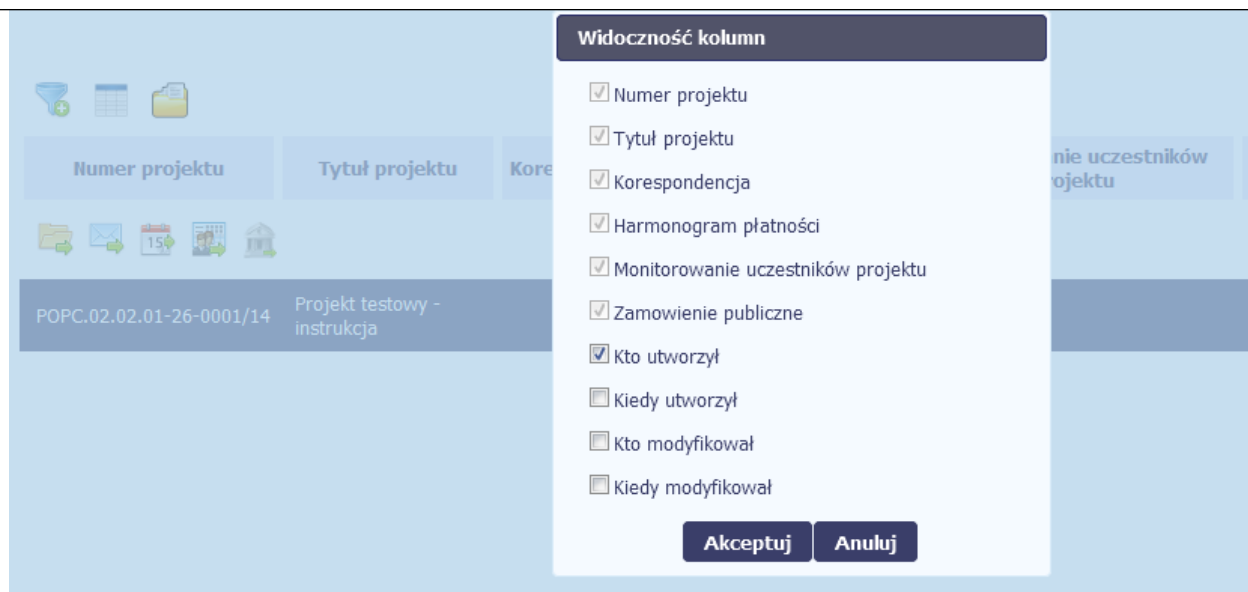 Widoczność kolumn
Numer projektu
Tytuł projektu
Korespondencja
Harmonogram płatności
Monitorowanie uczestników projektu
Zamowienie publiczne
Kto utworzył
Kiedy utworzył
Kto modyfikował
Kiedy modyfikował
Akceptuj Anuluj
Numer projektu Tytuł projektu Kore nie uczestników
ojektu
15
POPC.02.02.01-26-0001/14 Projekt testowy -
instrukcja